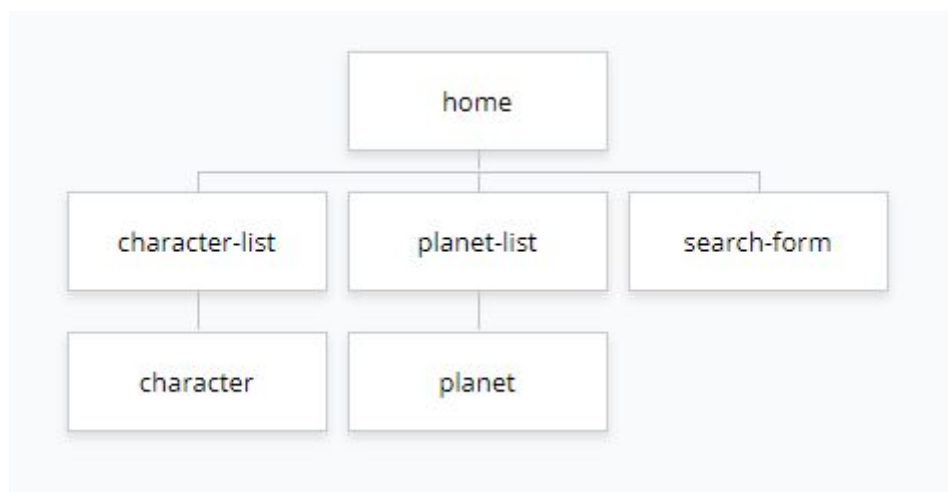 home
character-list
planet-list
search-form
character
planet